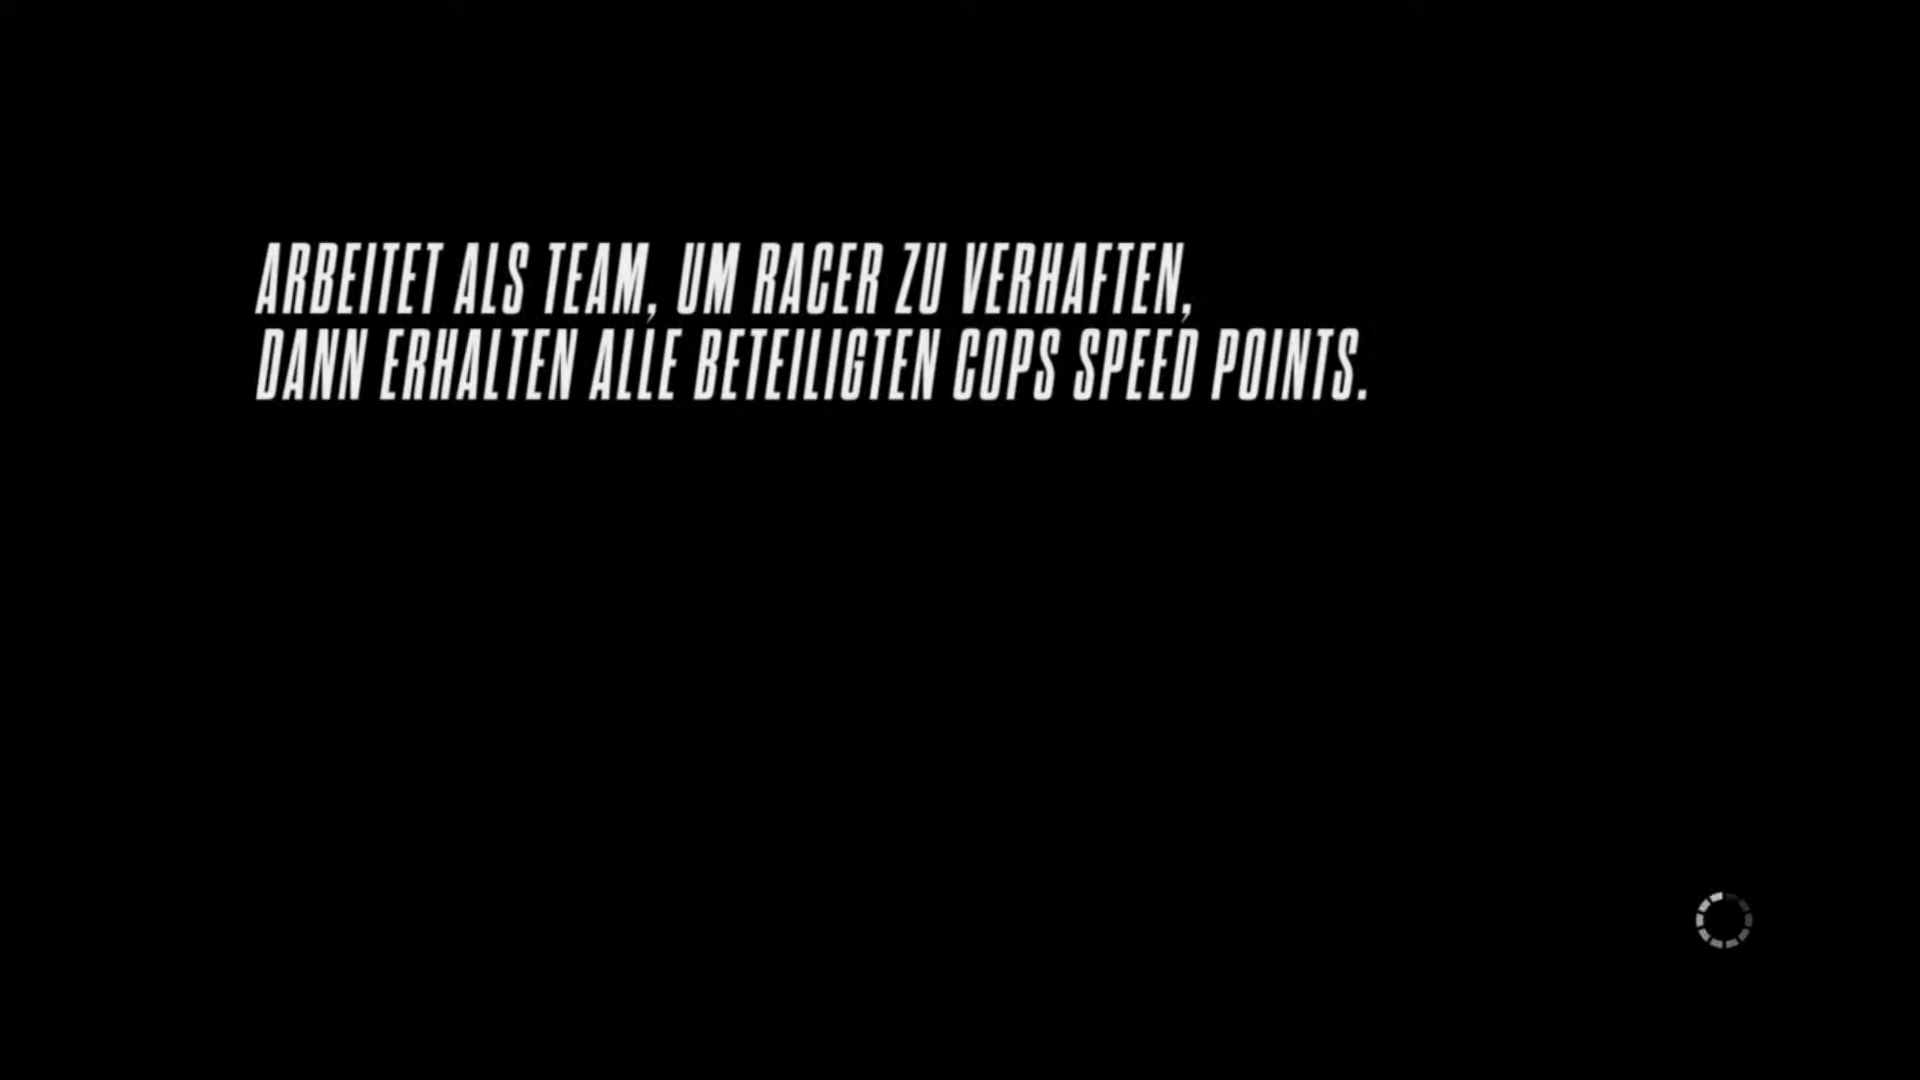 ARBEITET ALS TEAM, UM RACER ZU VERHAFTEN,
DANN ERHALTEN ALLE BETEILIGTEN COPS SPEED POINTS.